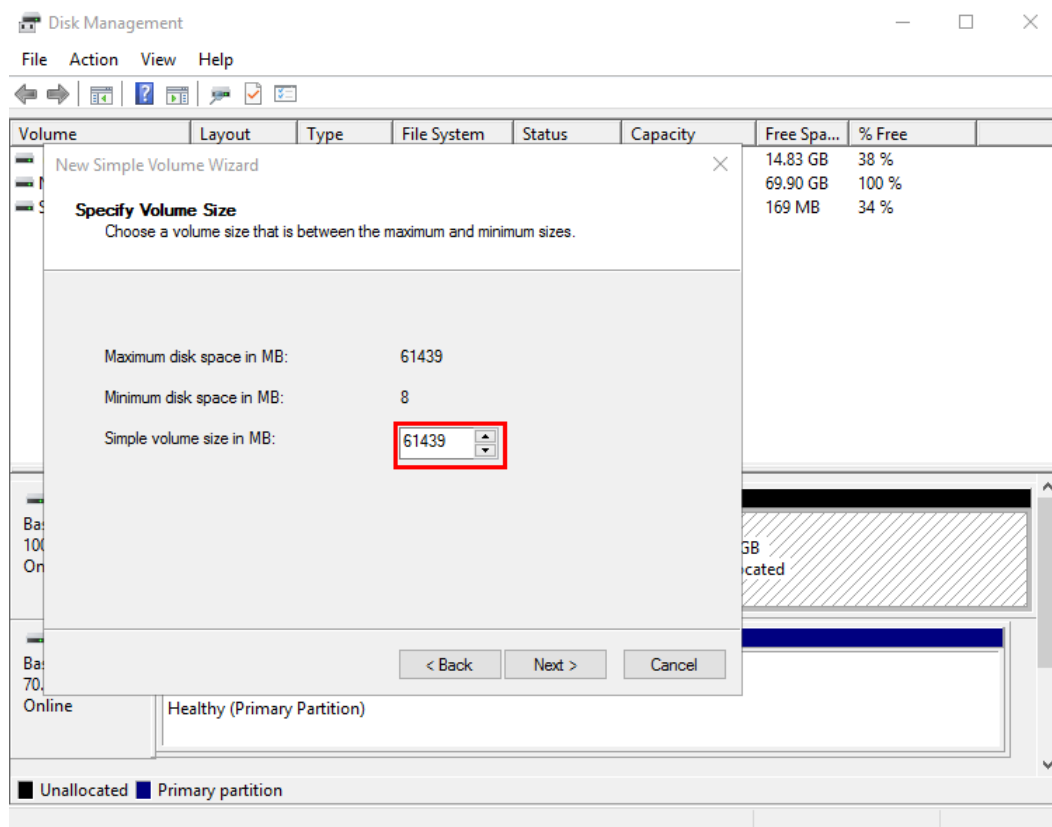 Disk Management
File Action View Help
Volume Layout Type File System Status Capacity Free Spa... % Free
14.83 GB 38 %
69.90 GB 100 %
169 MB 34 %
New Simple Volume Wizard
Specify Volume Size
Choose a volume size that is between the maximum and minimum sizes.
Maximum disk space in MB: 61439
Minimum disk space in MB: 8
Simple volume size in MB: 61439
< Back Next > Cancel
GB
Online
Healthy (Primary Partition)
Unallocated Primary partition